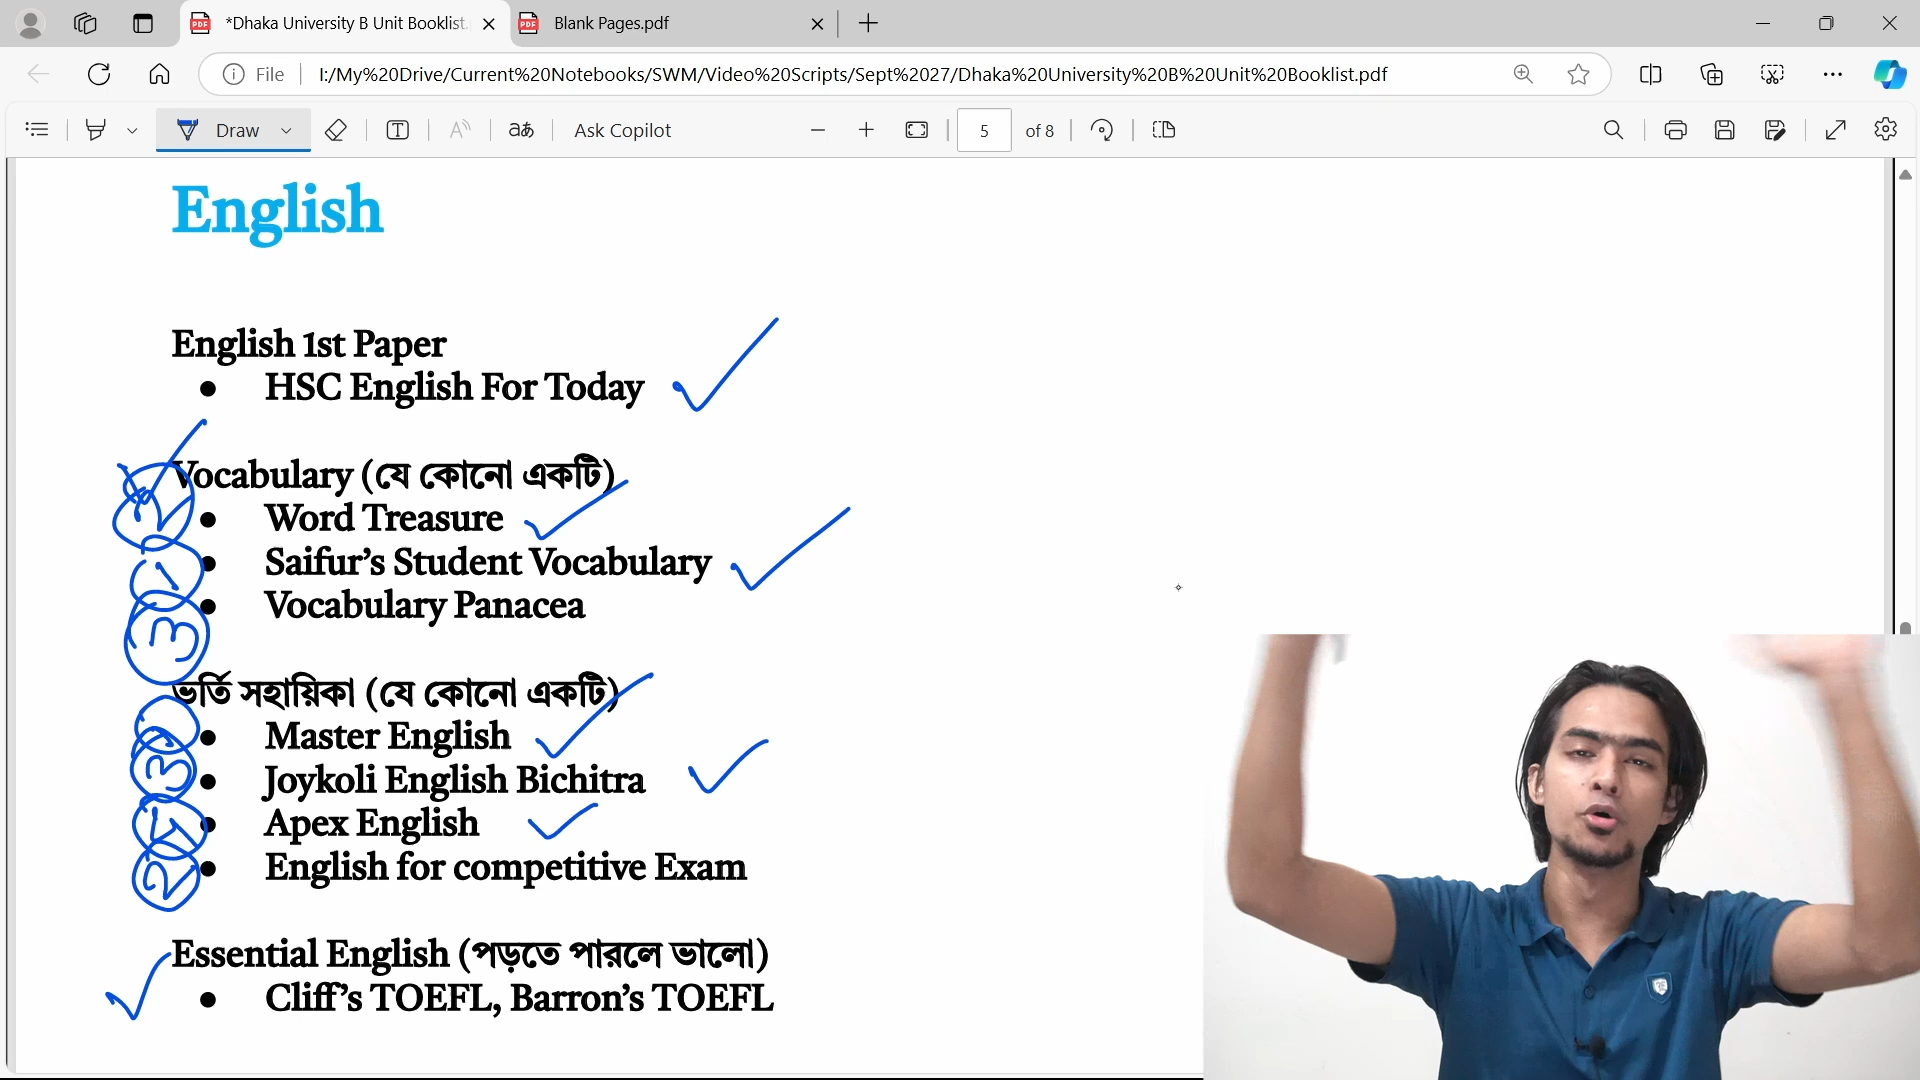 *Dhaka University B Unit Booklist.
Blank Pages.pdf
File
I:/My%20Drive/Current%20Notebooks/SWM/Video%20Scripts/Sept%2027/Dhaka%20University%20B%20Unit%20Booklist.pdf
Draw
aあ
Ask Copilot
5 of 8
English
English 1st Paper
• HSC English For Today
Vocabulary (যে কোনো একটি)
• Word Treasure
• Saifur's Student Vocabulary
• Vocabulary Panacea
ভর্তি সহায়িকা (যে কোনো একটি)
• Master English
• Joykoli English Bichitra
• Apex English
• English for competitive Exam
Essential English (পড়তে পারলে ভালো)
• Cliff's TOEFL, Barron's TOEFL